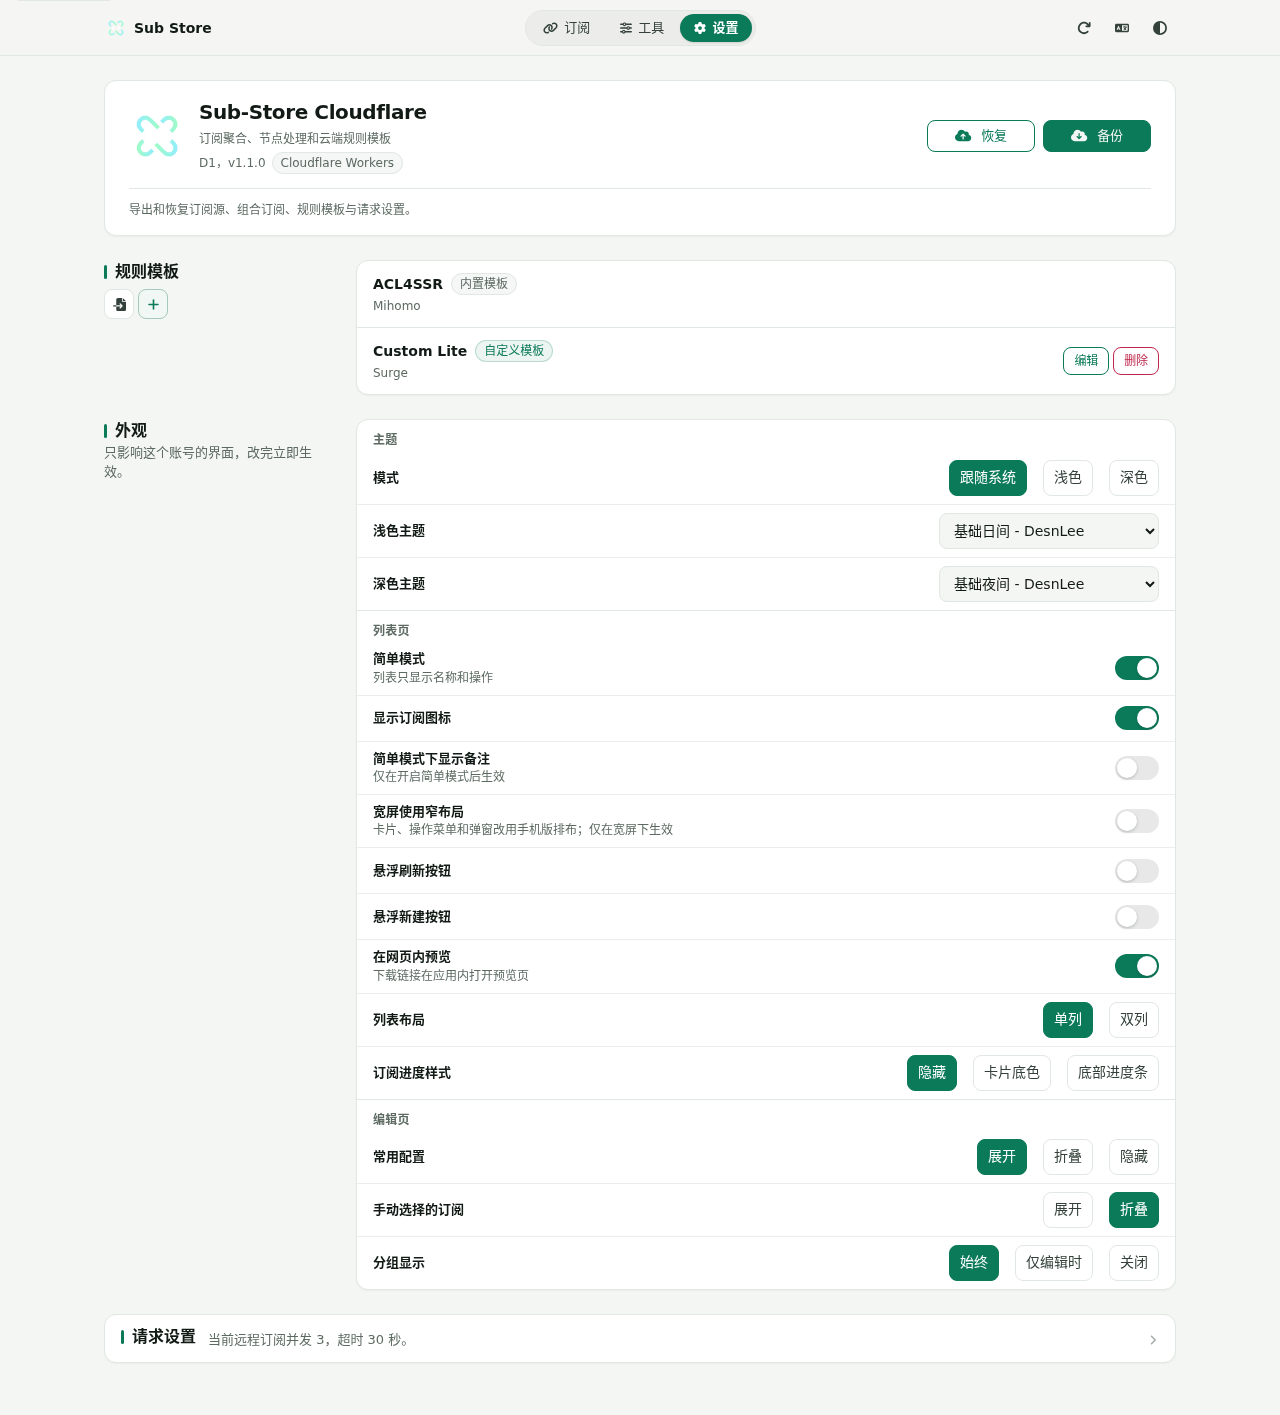 Sub Store
订阅
工具
设置
Sub-Store Cloudflare
订阅聚合、节点处理和云端规则模板
D1，v1.1.0 Cloudflare Workers
恢复
备份
导出和恢复订阅源、组合订阅、规则模板与请求设置。
规则模板
ACL4SSR 内置模板
Mihomo
Custom Lite 自定义模板
Surge
编辑 删除
外观
只影响这个账号的界面，改完立即生
效。
主题
模式 跟随系统 浅色 深色
浅色主题 基础日间 - DesnLee
深色主题 基础夜间 - DesnLee
列表页
简单模式
列表只显示名称和操作
显示订阅图标
简单模式下显示备注
仅在开启简单模式后生效
宽屏使用窄布局
卡片、操作菜单和弹窗改用手机版排布；仅在宽屏下生效
悬浮刷新按钮
悬浮新建按钮
在网页内预览
下载链接在应用内打开预览页
列表布局 单列 双列
订阅进度样式 隐藏 卡片底色 底部进度条
编辑页
常用配置 展开 折叠 隐藏
手动选择的订阅 展开 折叠
分组显示 始终 仅编辑时 关闭
请求设置 当前远程订阅并发 3，超时 30 秒。